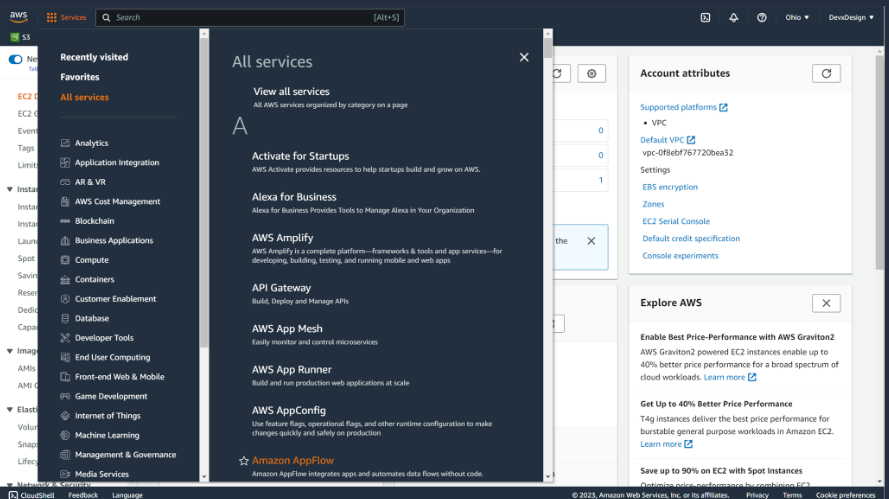 aws
Services
Search
[Alt+S]
Ohio
DevxDesign
S3
Recently visited
Favorites
All services
Analytics
Application Integration
AR & VR
AWS Cost Management
Blockchain
Business Applications
Compute
Containers
Customer Enablement
Database
Developer Tools
End User Computing
Front-end Web & Mobile
Game Development
Internet of Things
Machine Learning
Management & Governance
Media Services
All services
View all services
All AWS services organized by category on a page
A
Activate for Startups
AWS Activate provides resources to help startups build and grow on AWS.
Alexa for Business
Alexa for Business Provides Tools to Manage Alexa in Your Organization
AWS Amplify
AWS Amplify is a complete platform—frameworks & tools and app services—for
developing, building, testing, and running mobile and web apps
API Gateway
Build, Deploy and Manage APIs
AWS App Mesh
Easily monitor and control microservices
AWS App Runner
Build and run production web applications at scale
AWS AppConfig
Use feature flags, operational flags, and other runtime configuration to make
changes quickly and safely on production
Amazon AppFlow
Amazon AppFlow integrates apps and automates data flows without code.
0
0
1
the
Account attributes
Supported platforms
• VPC
Default VPC
vpc-0f8ebf767720bea32
Settings
EBS encryption
Zones
EC2 Serial Console
Default credit specification
Console experiments
Explore AWS
Enable Best Price-Performance with AWS Graviton2
AWS Graviton2 powered EC2 instances enable up to
40% better price performance for a broad spectrum of
cloud workloads. Learn more
Get Up to 40% Better Price Performance
T4g instances deliver the best price performance for
burstable general purpose workloads in Amazon EC2.
Learn more
Save up to 90% on EC2 with Spot Instances
CloudShell
Feedback
Language
© 2023, Amazon Web Services, Inc. or its affiliates.
Privacy
Terms
Cookie preferences